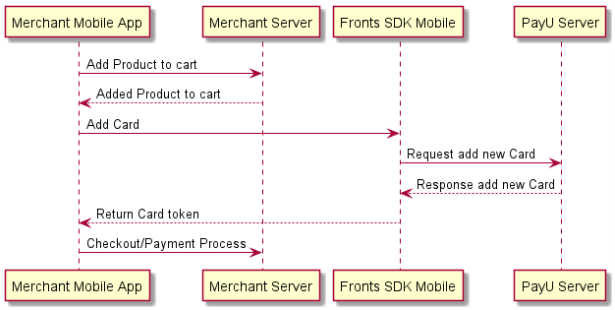 Merchant Mobile App Merchant Server Fronts SDK Mobile PayU Server
Add Product to cart
Added Product to cart
Add Card
Request add new Card
Response add new Card
Return Card token
Checkout/Payment Process
Merchant Mobile App Merchant Server Fronts SDK Mobile PayU Server